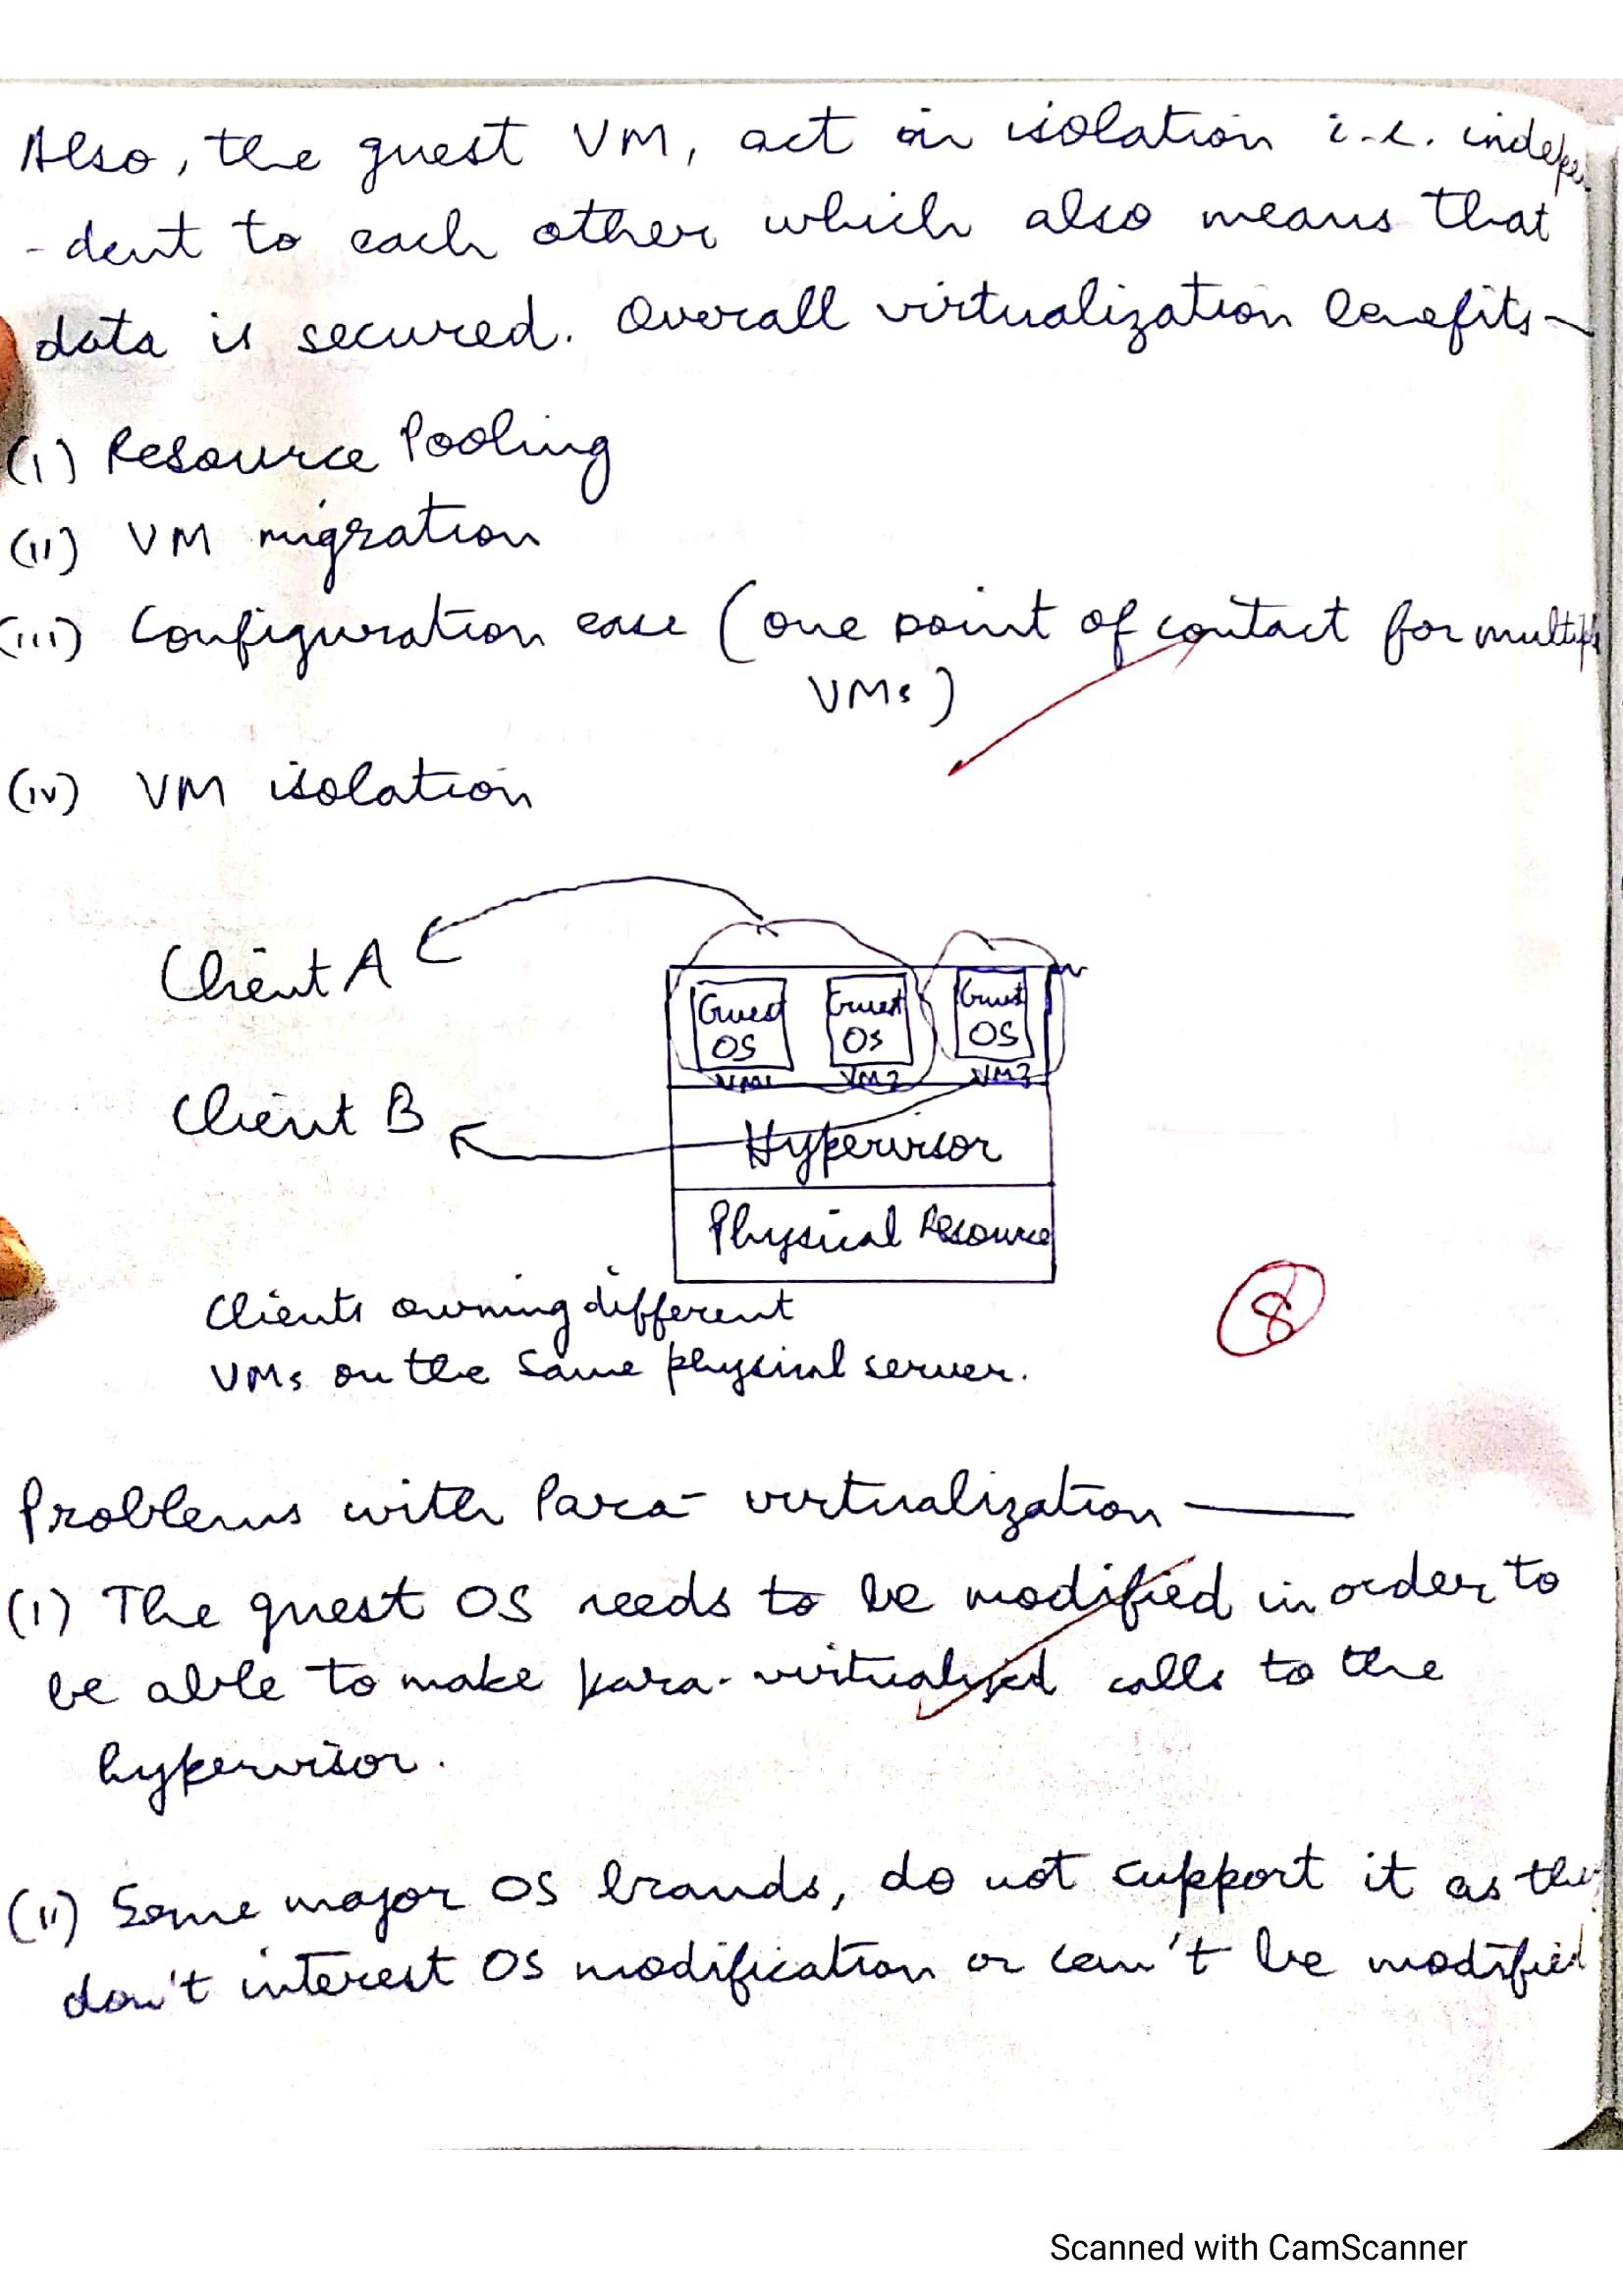 Also, the guest VM, act in isolation i.e. indepe
- dent to each other which also means that
data is secured. Overall virtualization benefits -
(i) Resource Pooling
(ii) VM migration
(iii) Configuration ease (one point of contact for multiple
VMs)
(iv) VM isolation
Client A
Guest Guest Guest
OS OS OS
VM1 VM2 VM3
Client B
Hypervisor
Physical Resource
Clients owning different
VMs on the same physical server.
8
Problems with Para- virtualization —
(i) The guest OS needs to be modified in order to
be able to make para-virtualised calls to the
hypervisor.
(ii) Some major OS brands, do not support it as they
don't interest OS modification or can't be modified
Scanned with CamScanner